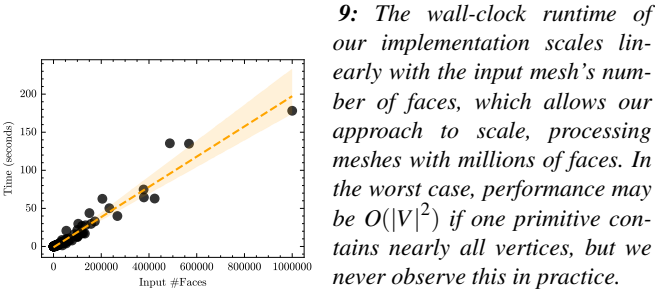 200
150
100
50
0
Time (seconds)
0
200000
400000
600000
800000
1000000
Input #Faces
9: The wall-clock runtime of
our implementation scales lin-
early with the input mesh's num-
ber of faces, which allows our
approach to scale, processing
meshes with millions of faces. In
the worst case, performance may
be O(|V|²) if one primitive con-
tains nearly all vertices, but we
never observe this in practice.